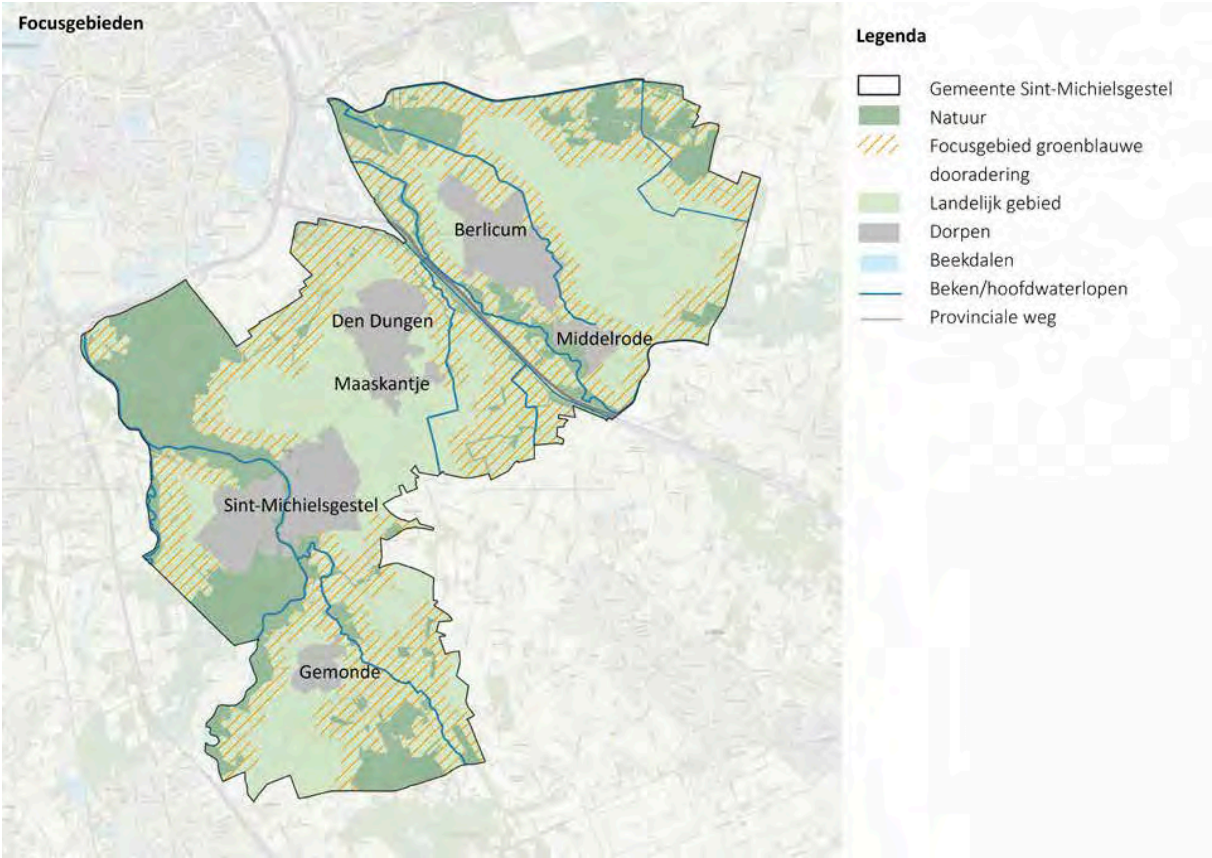 Focusgebieden
Legenda
Gemeente Sint-Michielsgestel
Natuur
Focusgebied groenblauwe
dooradering
Landelijk gebied
Dorpen
Beekdalen
Beken/hoofdwaterlopen
Provinciale weg
Berlicum
Den Dungen
Middelrode
Maaskantje
Sint-Michielsgestel
Gemonde